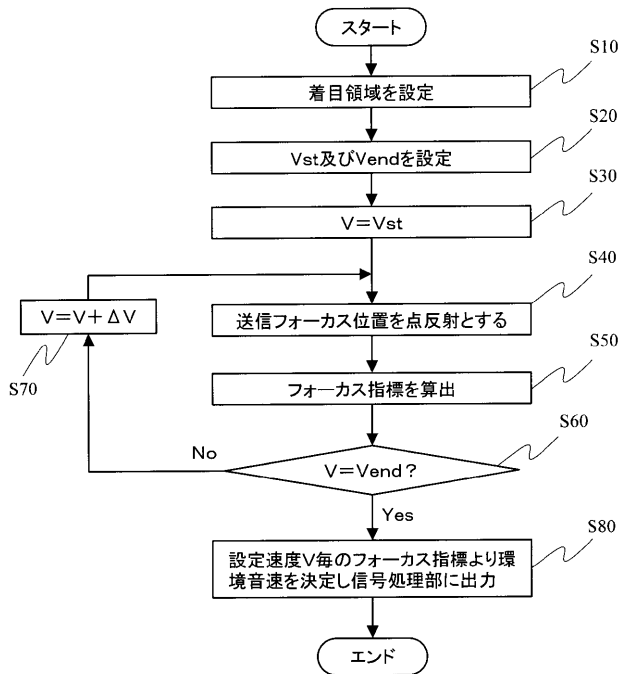 スタート
S10
着目領域を設定
S20
Vst及びVendを設定
S30
V=Vst
S40
送信フォーカス位置を点反射とする
V=V+ΔV
S70
S50
フォーカス指標を算出
S60
V=Vend?
No
Yes
S80
設定速度V毎のフォーカス指標より環
境音速を決定し信号処理部に出力
エンド